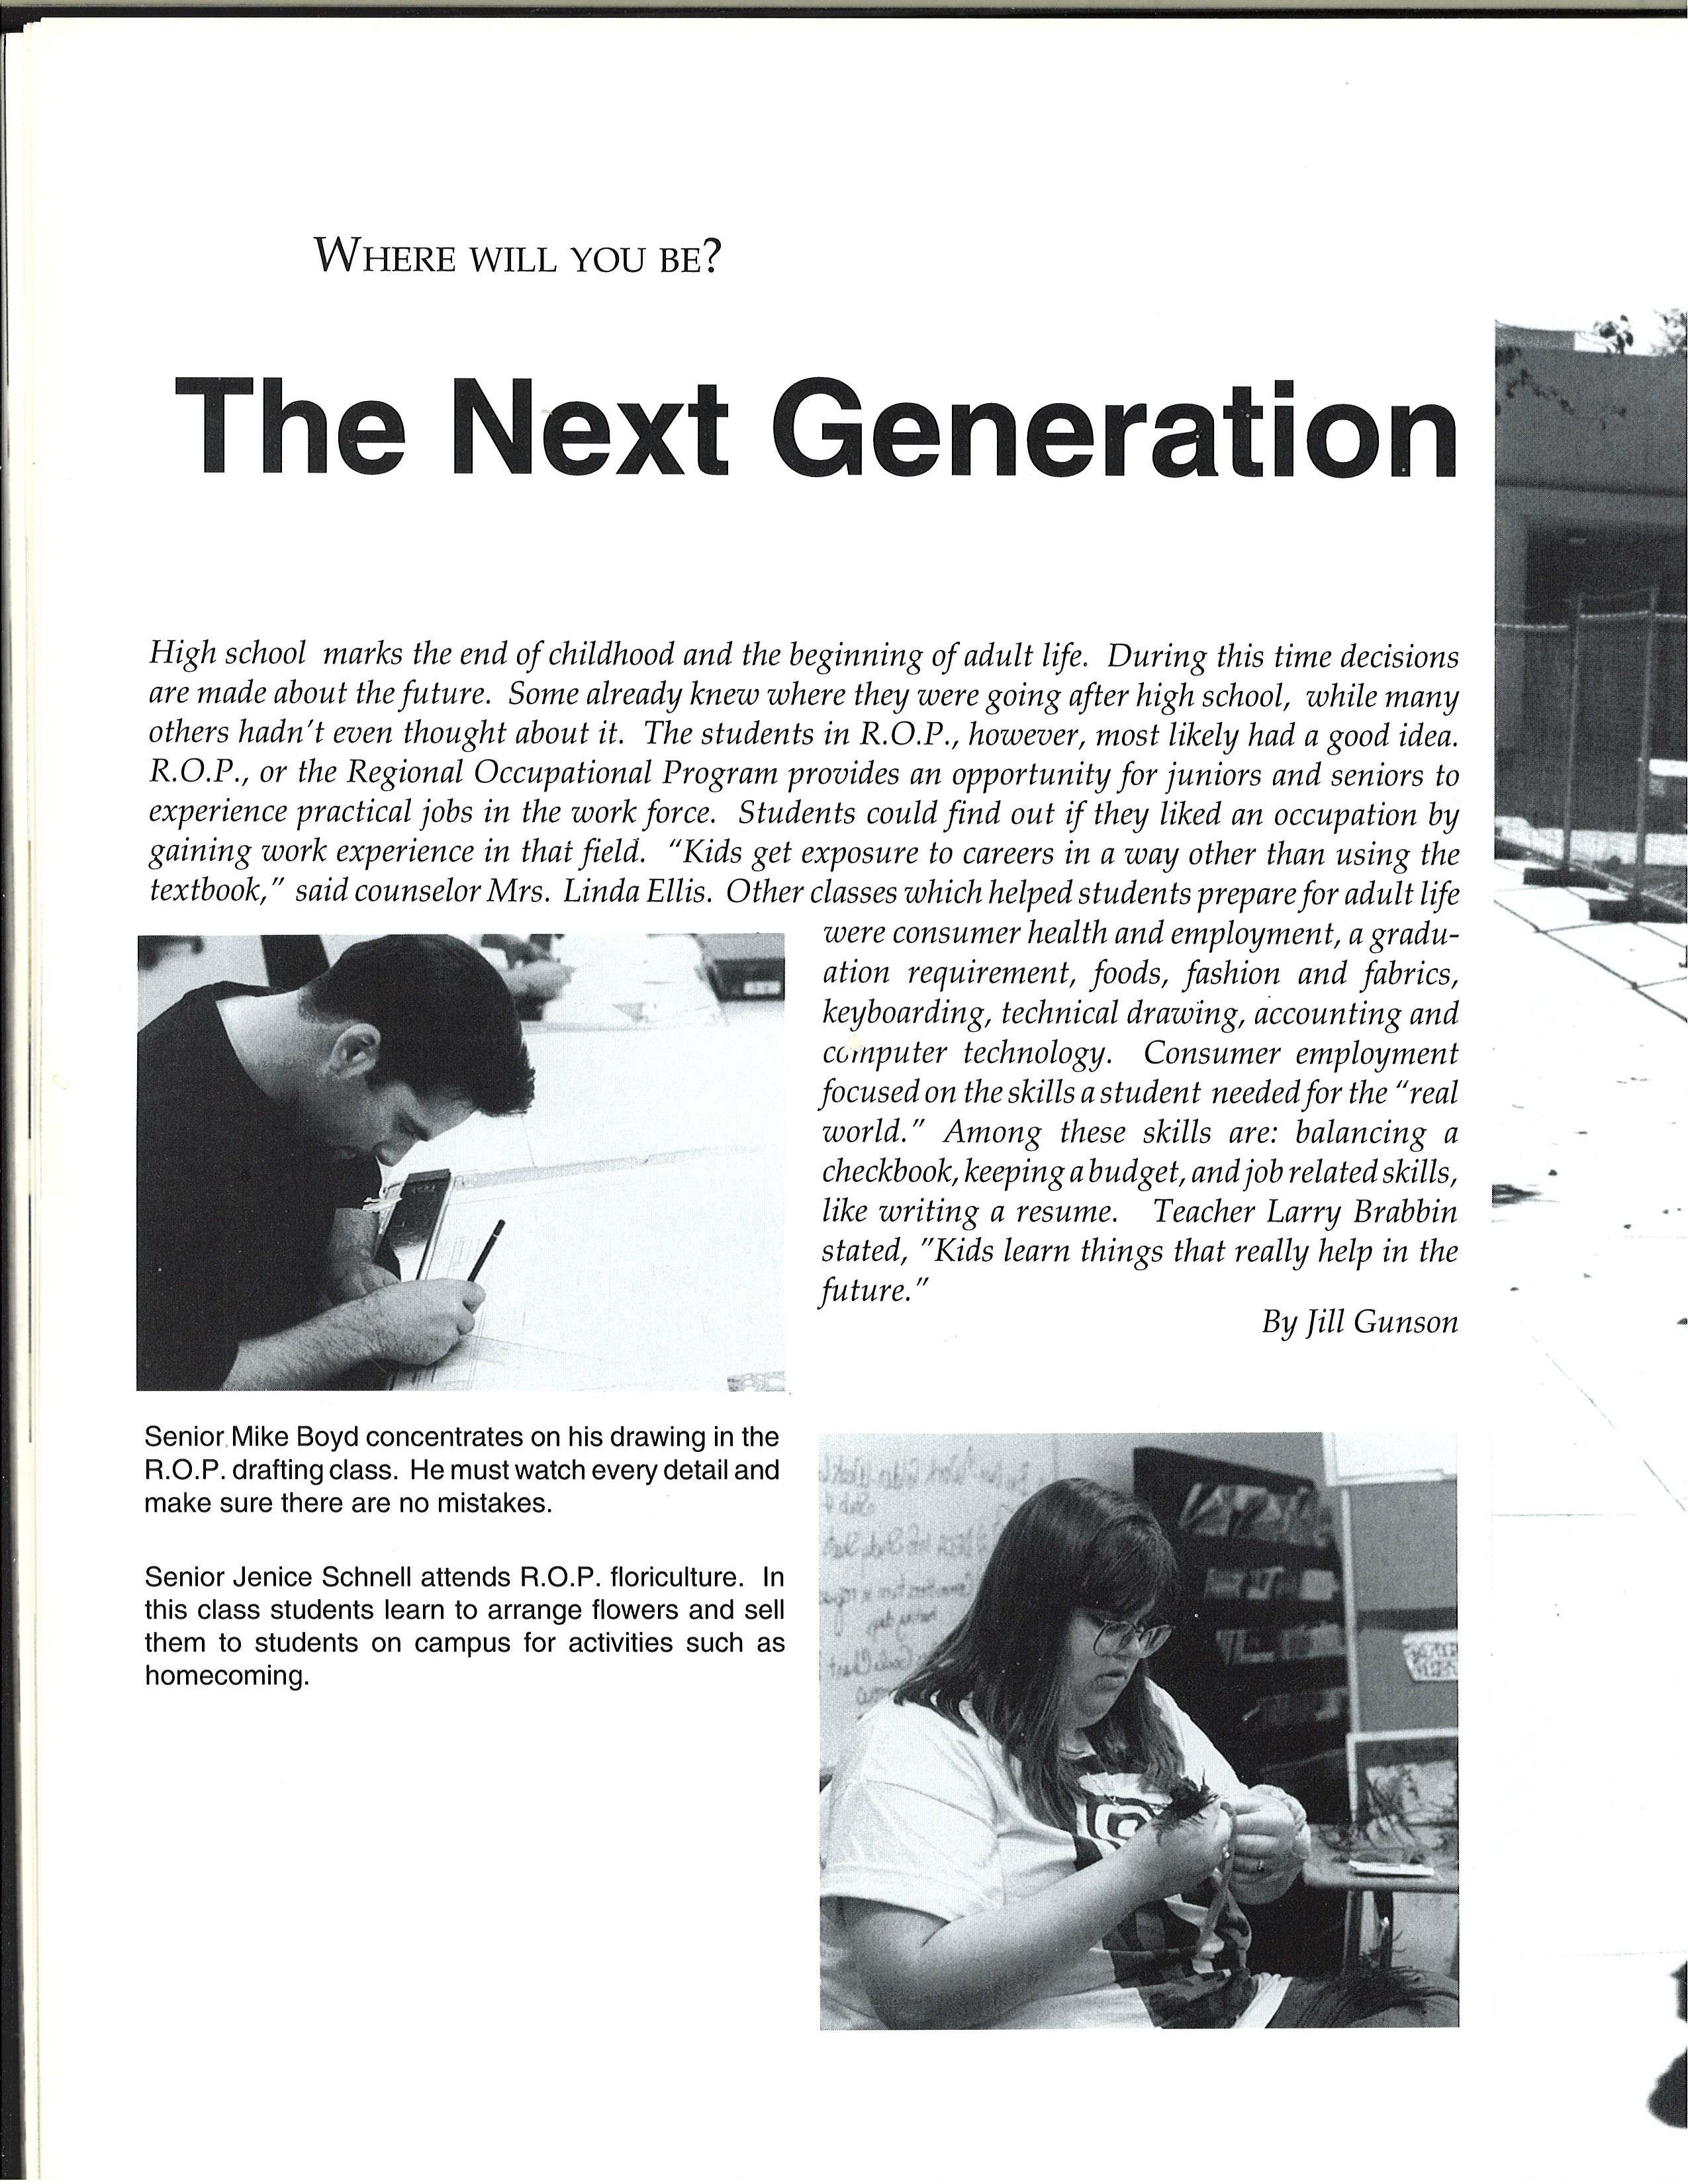 WHERE WILL YOU BE?
The Next Generation
High school marks the end of childhood and the beginning of adult life. During this time decisions
are made about the future. Some already knew where they were going after high school, while many
others hadn't even thought about it. The students in R.O.P., however, most likely had a good idea.
R.O.P., or the Regional Occupational Program provides an opportunity for juniors and seniors to
experience practical jobs in the work force. Students could find out if they liked an occupation by
gaining work experience in that field. "Kids get exposure to careers in a way other than using the
textbook," said counselor Mrs. Linda Ellis. Other classes which helped students prepare for adult life
were consumer health and employment, a gradu-
ation requirement, foods, fashion and fabrics,
keyboarding, technical drawing, accounting and
computer technology. Consumer employment
focused on the skills a student needed for the "real
world." Among these skills are: balancing a
checkbook, keeping a budget, and job related skills,
like writing a resume. Teacher Larry Brabbin
stated, "Kids learn things that really help in the
future."
By Jill Gunson
Senior Mike Boyd concentrates on his drawing in the
R.O.P. drafting class. He must watch every detail and
make sure there are no mistakes.
Senior Jenice Schnell attends R.O.P. floriculture. In
this class students learn to arrange flowers and sell
them to students on campus for activities such as
homecoming.